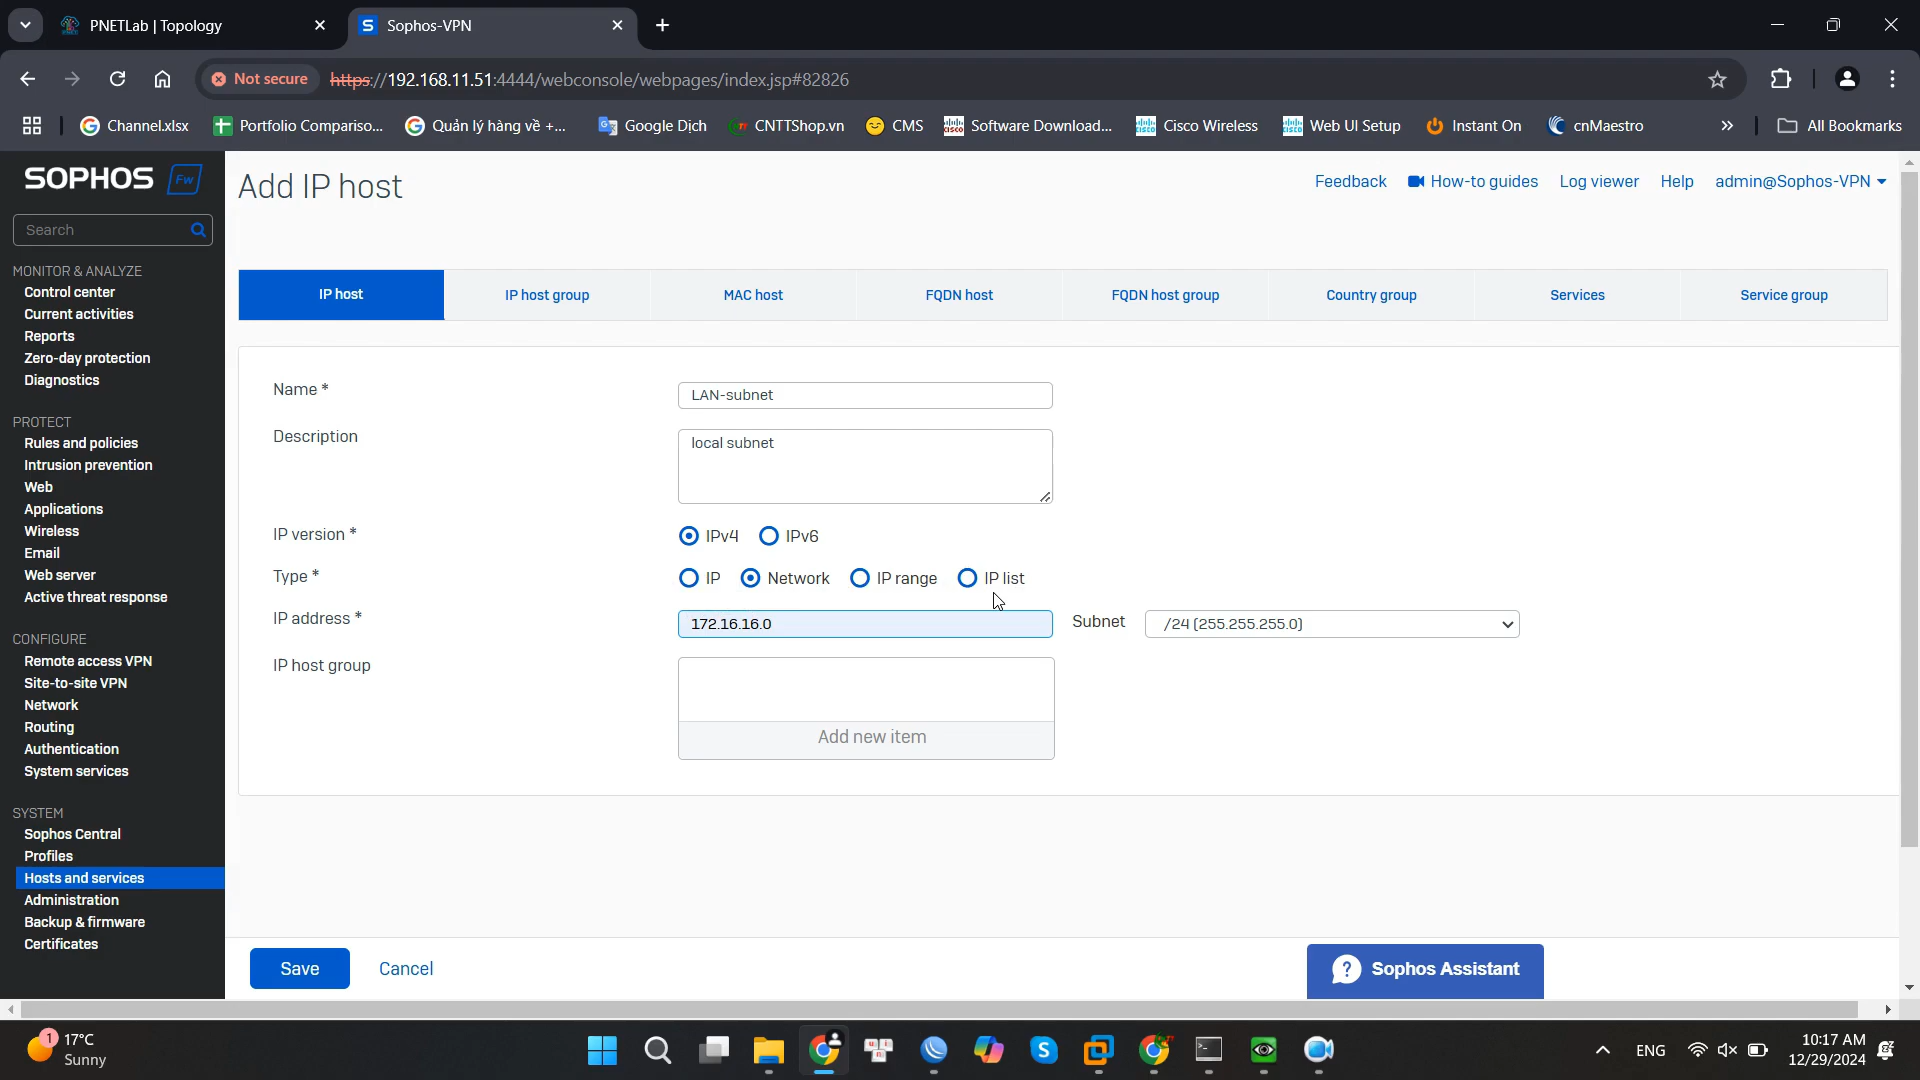 PNETLab | Topology
Sophos-VPN
Not secure
https://192.168.11.51:4444/webconsole/webpages/index.jsp#82826
Channel.xlsx
Portfolio Compariso...
Quản lý hàng về +...
Google Dịch
CNTTShop.vn
CMS
Software Download...
Cisco Wireless
Web UI Setup
Instant On
cnMaestro
All Bookmarks
SOPHOS Fw
Add IP host
Feedback
How-to guides
Log viewer
Help
admin@Sophos-VPN
Search
MONITOR & ANALYZE
Control center
Current activities
Reports
Zero-day protection
Diagnostics
PROTECT
Rules and policies
Intrusion prevention
Web
Applications
Wireless
Email
Web server
Active threat response
CONFIGURE
Remote access VPN
Site-to-site VPN
Network
Routing
Authentication
System services
SYSTEM
Sophos Central
Profiles
Hosts and services
Administration
Backup & firmware
Certificates
IP host
IP host group
MAC host
FQDN host
FQDN host group
Country group
Services
Service group
Name *
LAN-subnet
Description
local subnet
IP version *
IPv4
IPv6
Type *
IP
Network
IP range
IP list
IP address *
172.16.16.0
Subnet
/24 (255.255.255.0)
IP host group
Add new item
Save
Cancel
? Sophos Assistant
1
17°C
Sunny
ENG
10:17 AM
12/29/2024